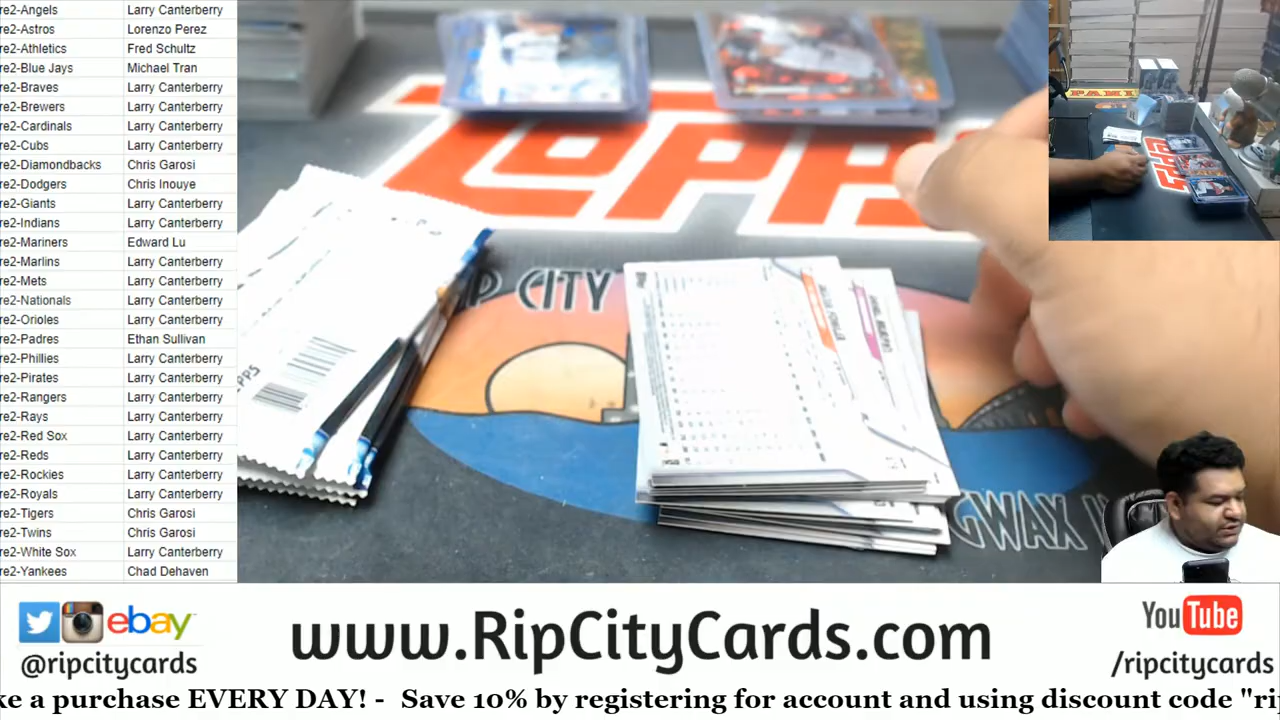 re2-Angels Larry Canterberry
re2-Astros Lorenzo Perez
re2-Athletics Fred Schultz
re2-Blue Jays Michael Tran
re2-Braves Larry Canterberry
re2-Brewers Larry Canterberry
re2-Cardinals Larry Canterberry
re2-Cubs Larry Canterberry
re2-Diamondbacks Chris Garosi
re2-Dodgers Chris Inouye
re2-Giants Larry Canterberry
re2-Indians Larry Canterberry
re2-Mariners Edward Lu
re2-Marlins Larry Canterberry
re2-Mets Larry Canterberry
re2-Nationals Larry Canterberry
re2-Orioles Larry Canterberry
re2-Padres Ethan Sullivan
re2-Phillies Larry Canterberry
re2-Pirates Larry Canterberry
re2-Rangers Larry Canterberry
re2-Rays Larry Canterberry
re2-Red Sox Larry Canterberry
re2-Reds Larry Canterberry
re2-Rockies Larry Canterberry
re2-Royals Larry Canterberry
re2-Tigers Chris Garosi
re2-Twins Chris Garosi
re2-White Sox Larry Canterberry
re2-Yankees Chad Dehaven
TOPPS
P CITY
GWAX
ebay
@ripcitycards
www.RipCityCards.com
YouTube
/ripcitycards
ke a purchase EVERY DAY! - Save 10% by registering for account and using discount code "ri